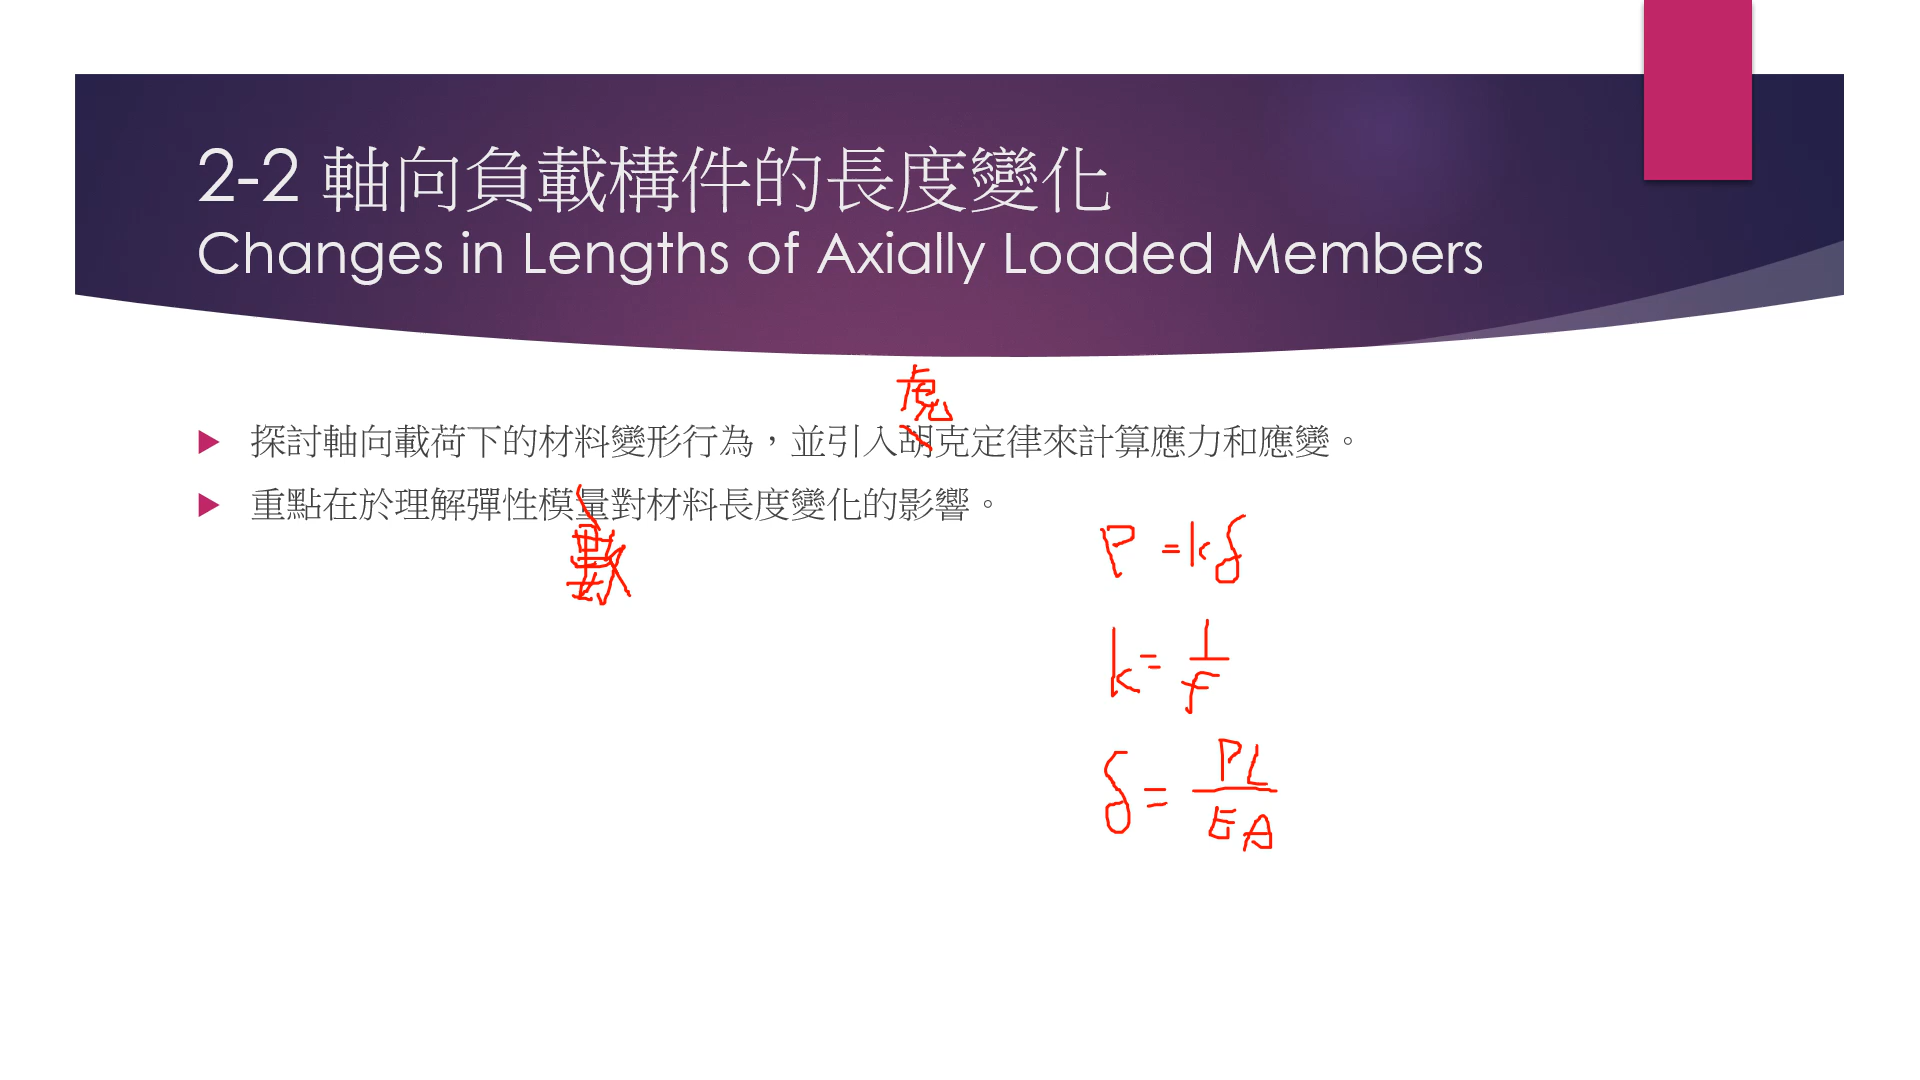 2-2 軸向負載構件的長度變化
Changes in Lengths of Axially Loaded Members
虎
探討軸向載荷下的材料變形行為，並引入胡克定律來計算應力和應變。
重點在於理解彈性模量對材料長度變化的影響。
數
P = kδ
k = 1/f
δ = PL/EA